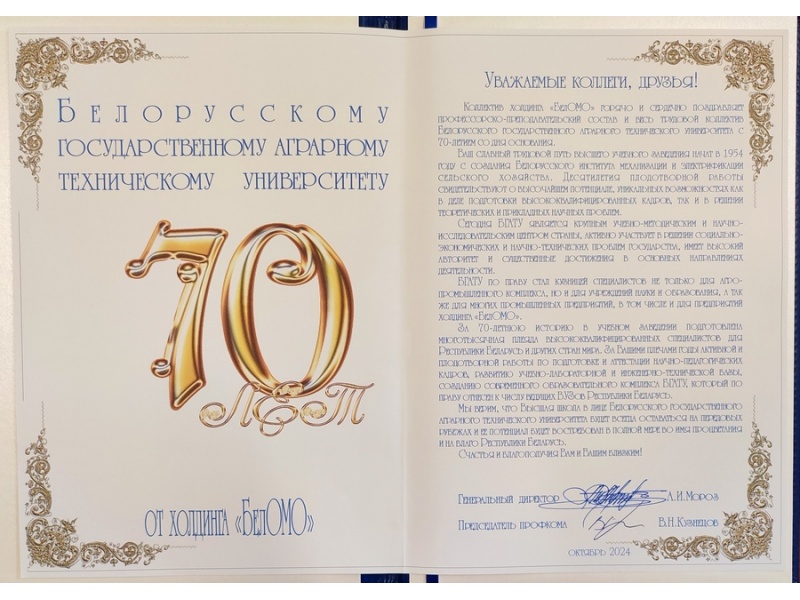 Белорусскому
государственному аграрному
техническому университету
70
лет
от холдинга «БелОМО»
Уважаемые коллеги, друзья!
Коллектив холдинга «БелОМО» горячо и сердечно поздравляет
профессорско-преподавательский состав и весь трудовой коллектив
Белорусского государственного аграрного технического университета с
70-летием со дня основания.
Ваш славный трудовой путь высшего учебного заведения начат в 1954
году с создания Белорусского института механизации и электрификации
сельского хозяйства. Десятилетия плодотворной работы
свидетельствуют о высочайшем потенциале, уникальных возможностях как
в деле подготовки высококвалифицированных кадров, так и в решении
теоретических и прикладных научных проблем.
Сегодня БГАТУ является крупным учебно-методическим и научно-
исследовательским центром страны, активно участвует в решении социально-
экономических и научно-технических проблем государства, имеет высокий
авторитет и существенные достижения в основных направлениях
деятельности.
БГАТУ по праву стал кузницей специалистов не только для агро-
промышленного комплекса, но и для учреждений науки и образования, а так
же для многих промышленных предприятий, в том числе и для предприятий
холдинга «БелОМО».
За 70-летнюю историю в учебном заведений подготовлена
многотысячная плеяда высококвалифицированных специалистов для
Республики Беларусь и других стран мира. За Вашими плечами годы активной и
плодотворной работы по подготовке и аттестации научно-педагогических
кадров, развитию учебно-лабораторной и инженерно-технической базы,
созданию современного образовательного комплекса БГАТУ, который по
праву отнесен к числу ведущих ВУЗов Республики Беларусь.
Мы верим, что Высшая школа в лице Белорусского государственного
аграрного технического университета будет всегда оставаться на передовых
рубежах и ее потенциал будет востребован в полной мере во имя процветания
и на благо Республики Беларусь.
Счастья и благополучия Вам и Вашим близким!
Генеральный директор А.И.Мороз
Председатель профкома В.Н.Кузнецов
октябрь 2024